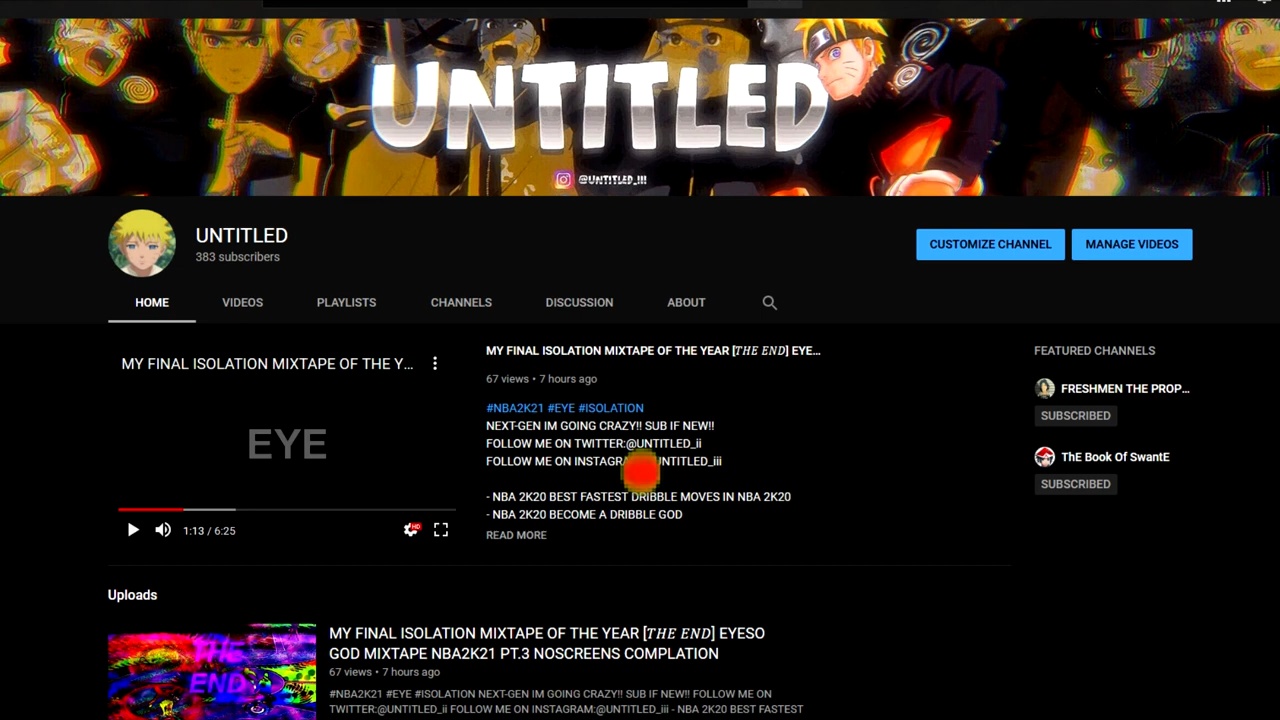 UNTITLED
@UNTITLED_III
UNTITLED
383 subscribers
CUSTOMIZE CHANNEL
MANAGE VIDEOS
HOME
VIDEOS
PLAYLISTS
CHANNELS
DISCUSSION
ABOUT
MY FINAL ISOLATION MIXTAPE OF THE Y...
EYE
1:13 / 6:25
HD
MY FINAL ISOLATION MIXTAPE OF THE YEAR [THE END] EYE...
67 views • 7 hours ago
#NBA2K21 #EYE #ISOLATION
NEXT-GEN IM GOING CRAZY!! SUB IF NEW!!
FOLLOW ME ON TWITTER:@UNTITLED_ii
FOLLOW ME ON UNTITLED_iii
- NBA 2K20 BEST FASTEST DRIBBLE MOVES IN NBA 2K20
- NBA 2K20 BECOME A DRIBBLE GOD
READ MORE
FEATURED CHANNELS
FRESHMEN THE PROP...
SUBSCRIBED
ThE Book Of SwantE
SUBSCRIBED
Uploads
THE
END
MY FINAL ISOLATION MIXTAPE OF THE YEAR [THE END] EYESO
GOD MIXTAPE NBA2K21 PT.3 NOSCREENS COMPLATION
67 views • 7 hours ago
#NBA2K21 #EYE #ISOLATION NEXT-GEN IM GOING CRAZY!! SUB IF NEW!! FOLLOW ME ON
TWITTER:@UNTITLED_ii FOLLOW ME ON INSTAGRAM:@UNTITLED_iii - NBA 2K20 BEST FASTEST